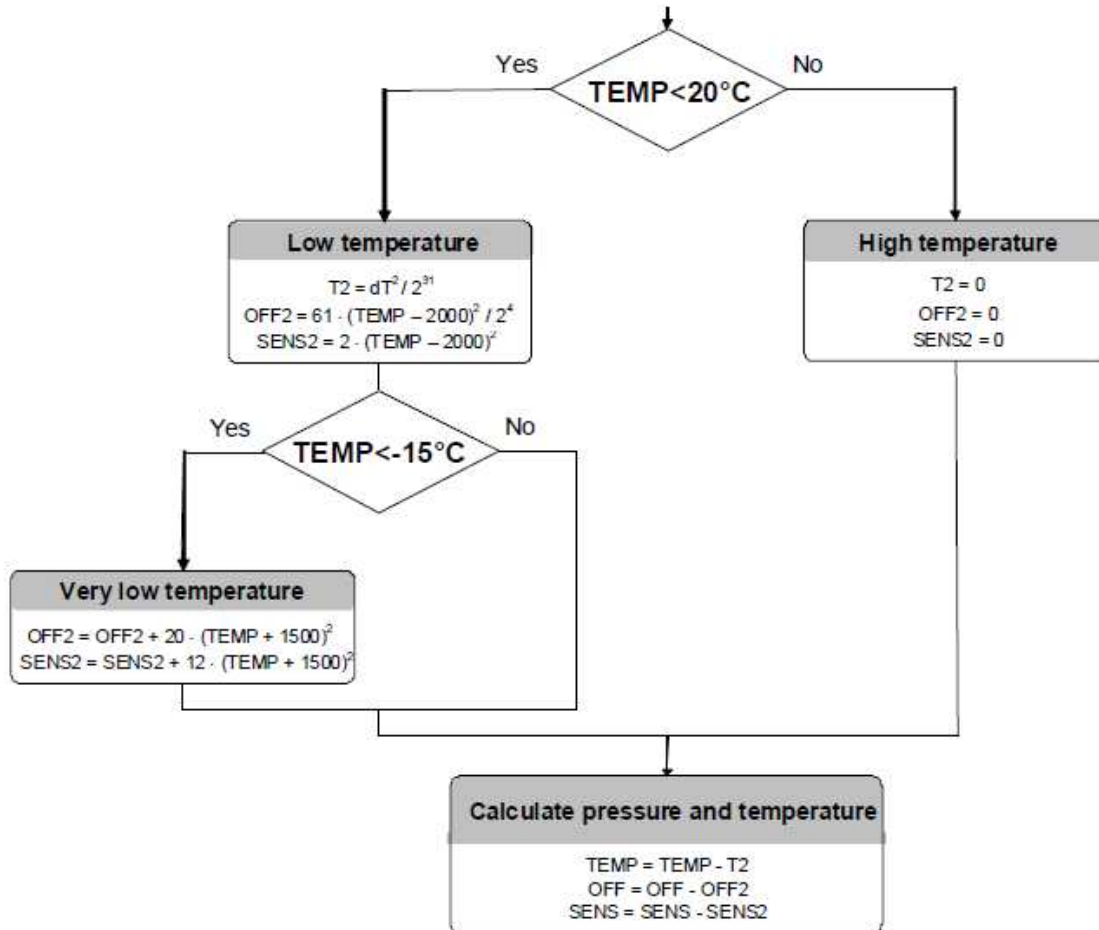 Yes
No
TEMP<20°C
Low temperature
T2 = dT² / 2³¹
OFF2 = 61 · (TEMP – 2000)² / 2⁴
SENS2 = 2 · (TEMP – 2000)²
High temperature
T2 = 0
OFF2 = 0
SENS2 = 0
Yes
No
TEMP<-15°C
Very low temperature
OFF2 = OFF2 + 20 · (TEMP + 1500)²
SENS2 = SENS2 + 12 · (TEMP + 1500)²
Calculate pressure and temperature
TEMP = TEMP - T2
OFF = OFF - OFF2
SENS = SENS - SENS2